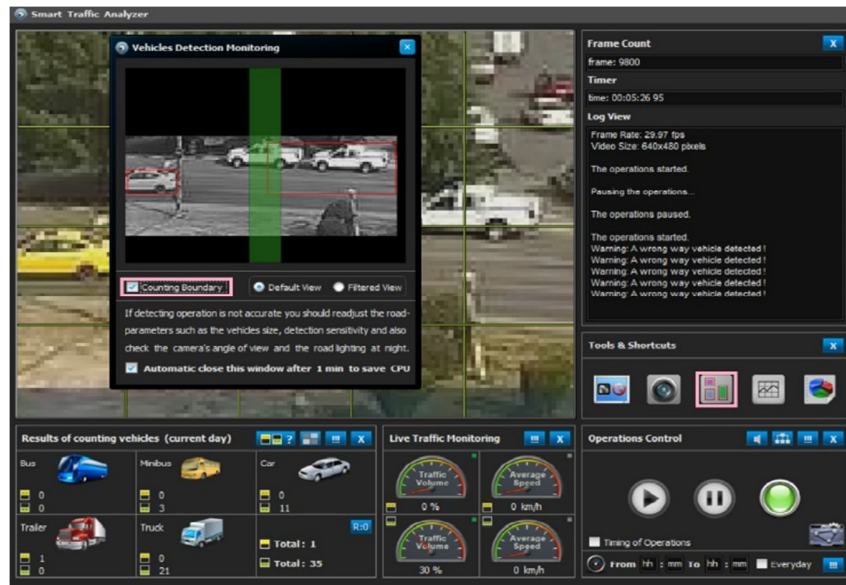 Smart Traffic Analyzer
Vehicles Detection Monitoring
Counting Boundary
Default View
Filtered View
If detecting operation is not accurate you should readjust the road-
parameters such as the vehicles size, detection sensitivity and also
check the camera's angle of view and the road lighting at night.
Automatic close this window after 1 min to save CPU
Frame Count
X
frame: 9800
Timer
time: 00:05:26 95
Log View
Frame Rate: 29.97 fps
Video Size: 640x480 pixels
The operations started.
Pausing the operations...
The operations paused.
The operations started.
Warning: A wrong way vehicle detected !
Warning: A wrong way vehicle detected !
Warning: A wrong way vehicle detected !
Warning: A wrong way vehicle detected !
Warning: A wrong way vehicle detected !
Tools & Shortcuts
X
Results of counting vehicles (current day)
?
X
Bus
0
0
Minibus
0
3
Car
0
11
Trailer
1
0
Truck
0
21
R:0
Total : 1
Total : 35
Live Traffic Monitoring
X
Traffic Volume
0 %
Average Speed
0 km/h
Traffic Volume
30 %
Average Speed
0 km/h
Operations Control
X
Timing of Operations
From hh : mm To hh : mm Everyday